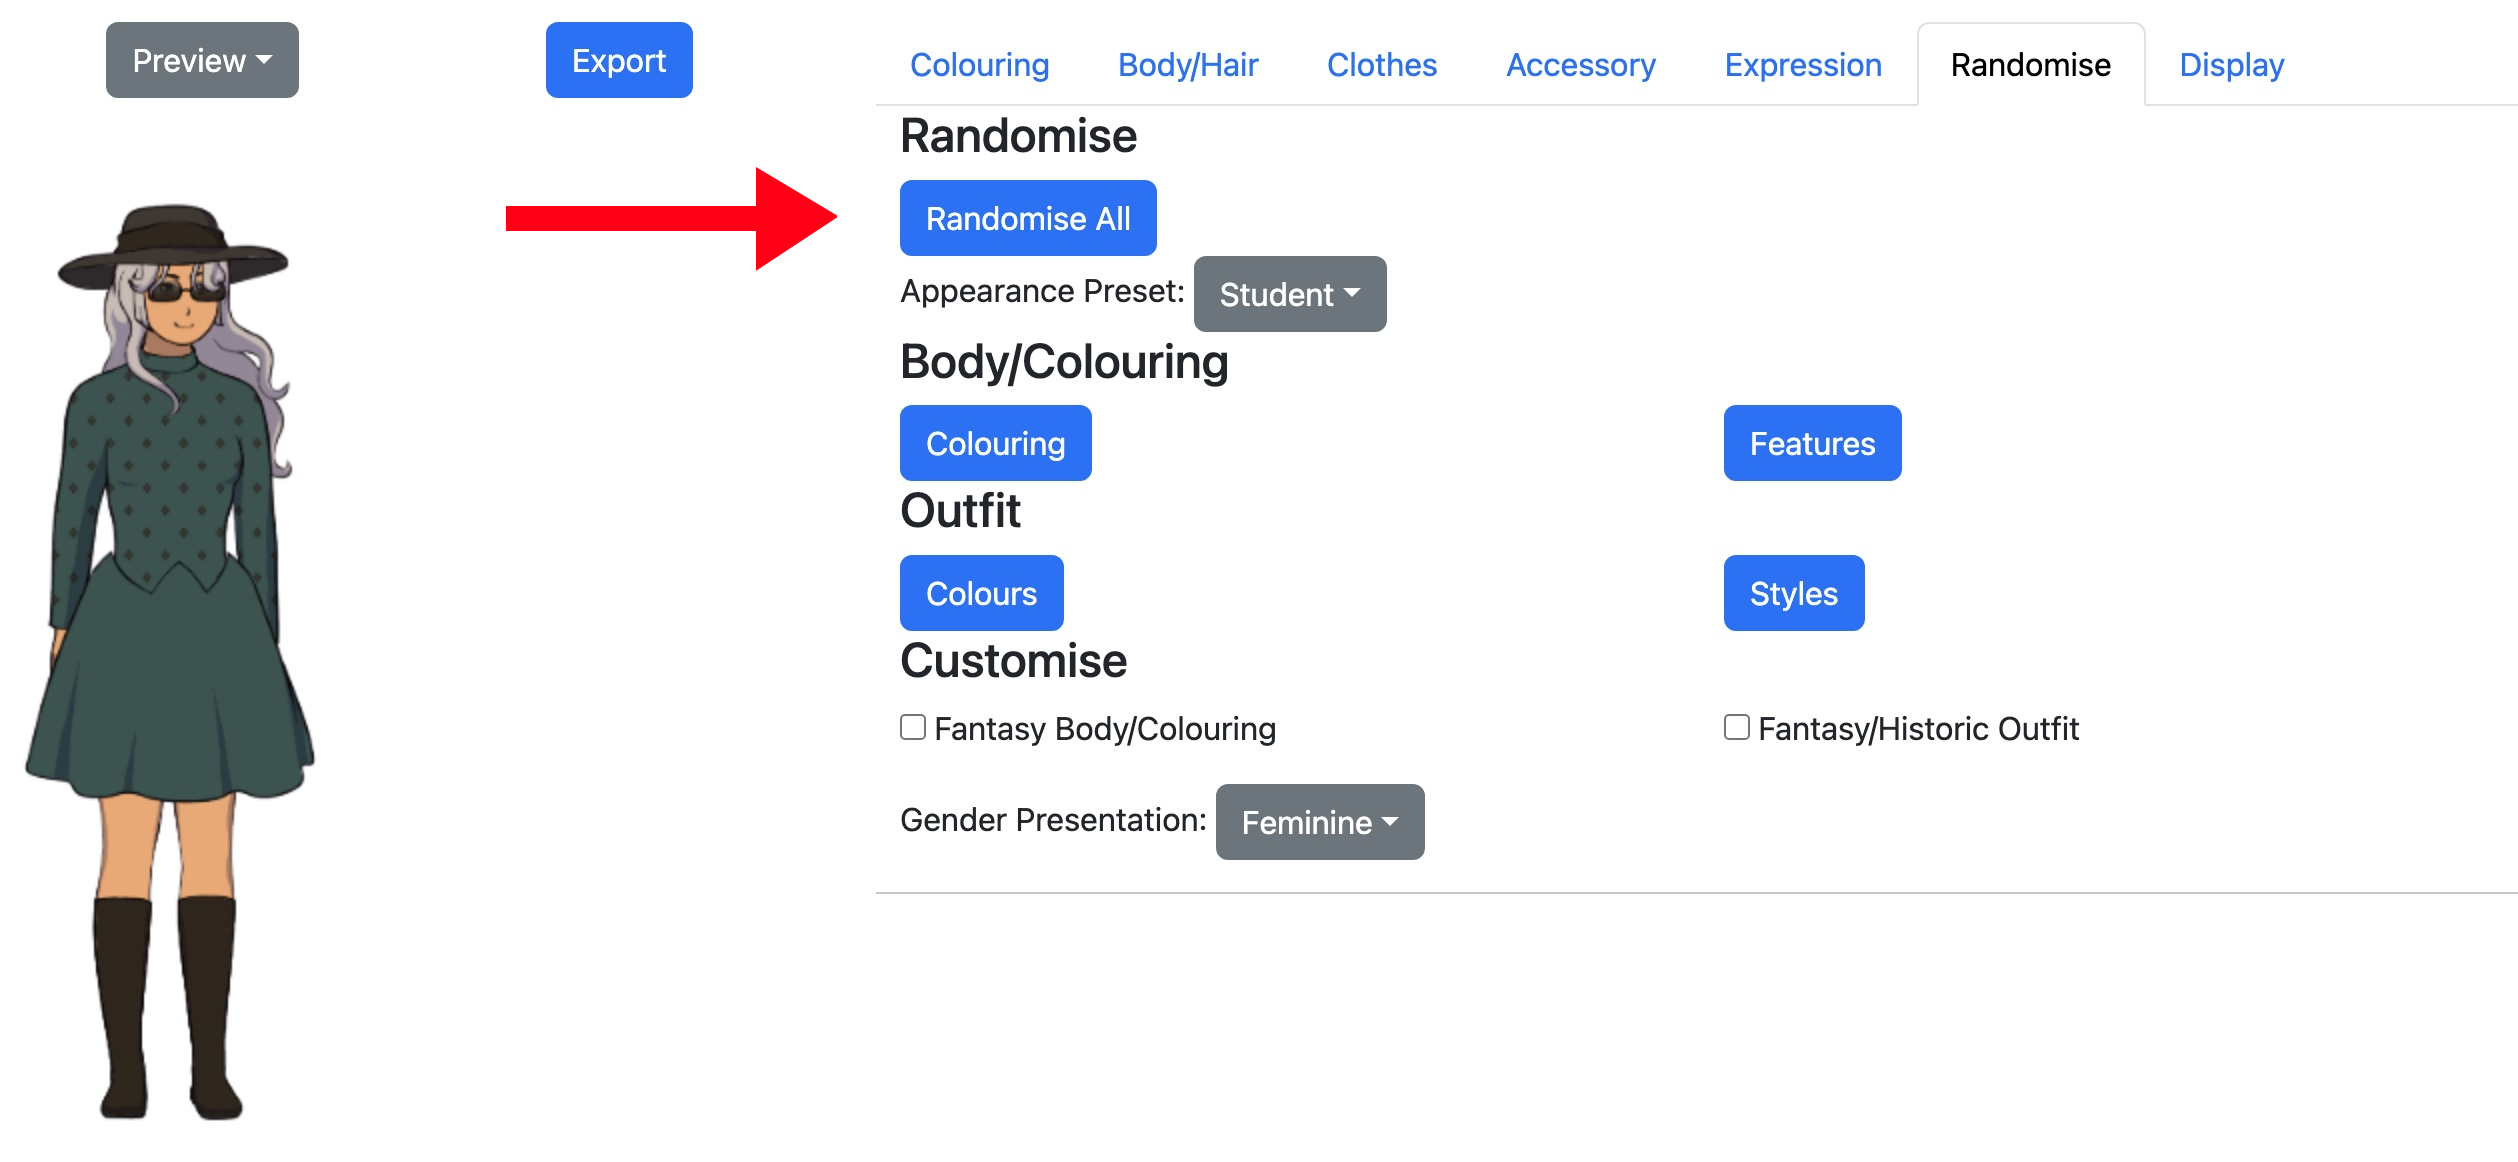 Preview
Export
Colouring Body/Hair Clothes Accessory Expression Randomise Display
Randomise
Randomise All
Appearance Preset: Student
Body/Colouring
Colouring Features
Outfit
Colours Styles
Customise
Fantasy Body/Colouring Fantasy/Historic Outfit
Gender Presentation: Feminine